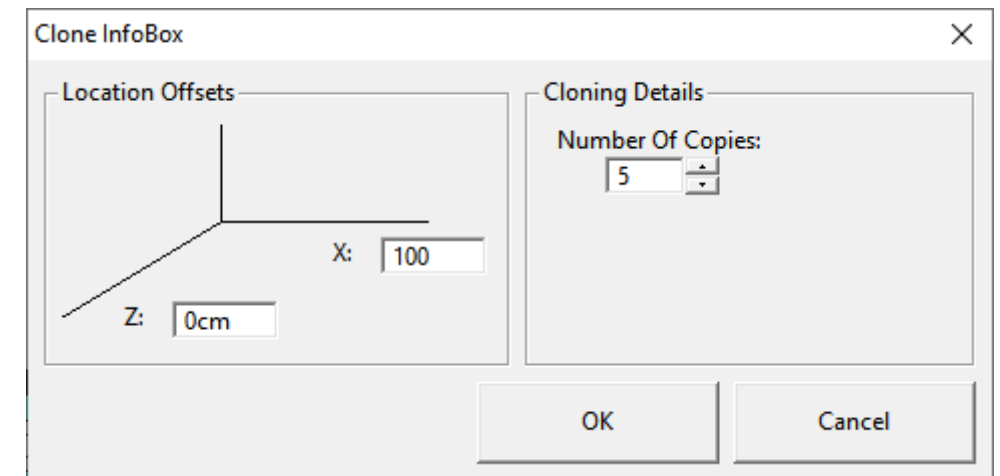 Clone InfoBox
Location Offsets
X: 100
Z: 0cm
Cloning Details
Number Of Copies:
5
OK
Cancel